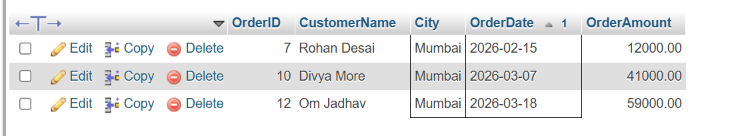 OrderID CustomerName City OrderDate 1 OrderAmount
Edit Copy Delete 7 Rohan Desai Mumbai 2026-02-15 12000.00
Edit Copy Delete 10 Divya More Mumbai 2026-03-07 41000.00
Edit Copy Delete 12 Om Jadhav Mumbai 2026-03-18 59000.00